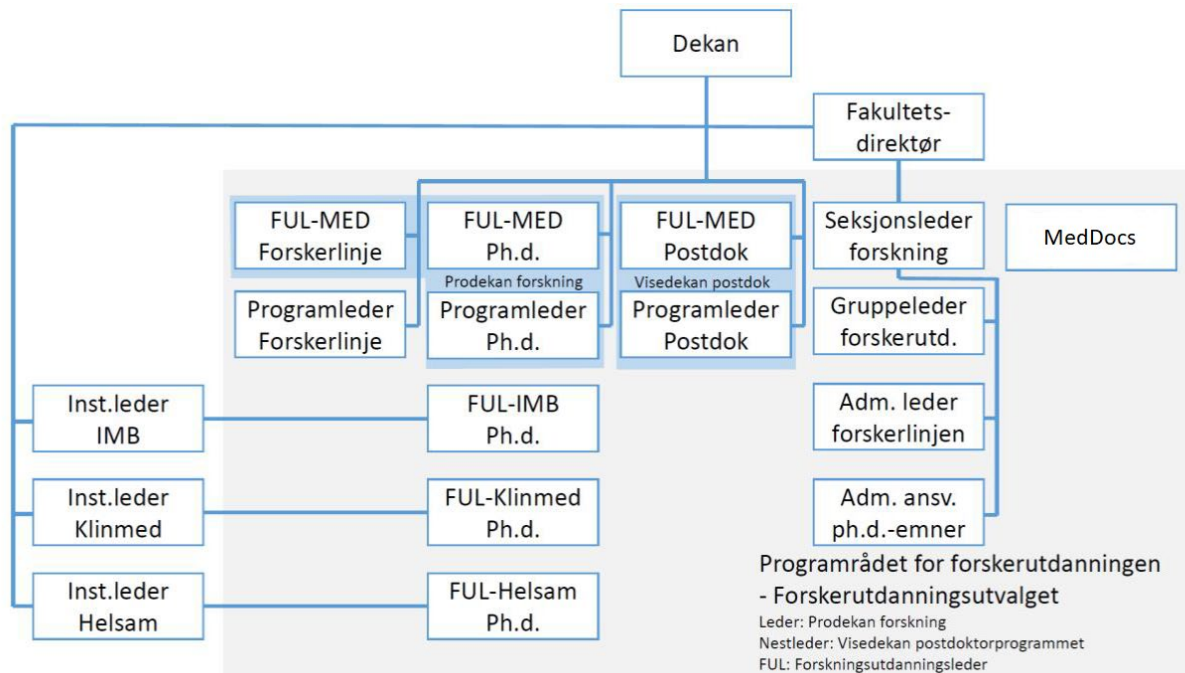 Dekan
Fakultets-
direktør
FUL-MED
Forskerlinje
FUL-MED
Ph.d.
FUL-MED
Postdok
Seksjonsleder
forskning
MedDocs
Prodekan forskning
Visedekan postdok
Programleder
Forskerlinje
Programleder
Ph.d.
Programleder
Postdok
Gruppeleder
forskerutd.
Inst.leder
IMB
FUL-IMB
Ph.d.
Adm. leder
forskerlinjen
Inst.leder
Klinmed
FUL-Klinmed
Ph.d.
Adm. ansv.
ph.d.-emner
Inst.leder
Helsam
FUL-Helsam
Ph.d.
Programrådet for forskerutdanningen
- Forskerutdanningsutvalget
Leder: Prodekan forskning
Nestleder: Visedekan postdoktorprogrammet
FUL: Forskningsutdanningsleder